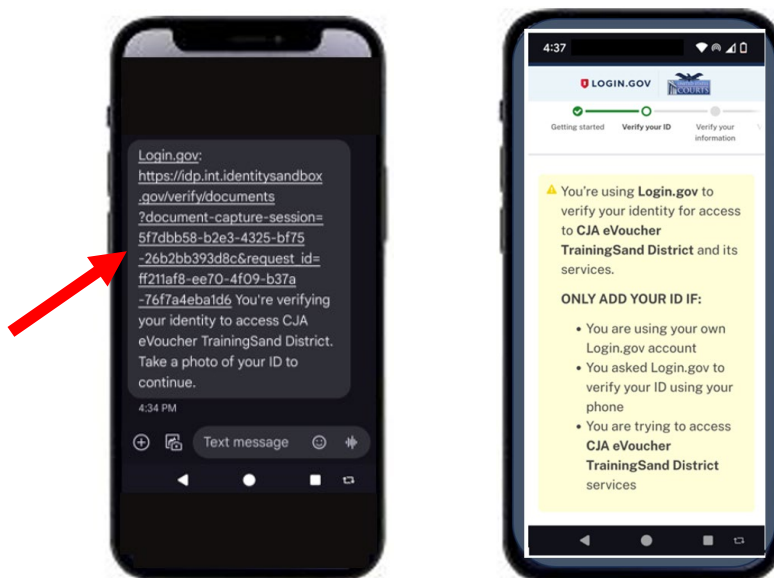 Login.gov:
https://idp.int.identitysandbox
.gov/verify/documents
?document-capture-session=
5f7dbb58-b2e3-4325-bf75
-26b2bb393d8c&request_id=
ff211af8-ee70-4f09-b37a
-76f7a4eba1d6 You're verifying
your identity to access CJA
eVoucher TrainingSand District.
Take a photo of your ID to
continue.
4:34 PM
Text message
4:37
LOGIN.GOV
COURTS
Getting started
Verify your ID
Verify your
information
You're using Login.gov to
verify your identity for access
to CJA eVoucher
TrainingSand District and its
services.
ONLY ADD YOUR ID IF:
• You are using your own
Login.gov account
• You asked Login.gov to
verify your ID using your
phone
• You are trying to access
CJA eVoucher
TrainingSand District
services